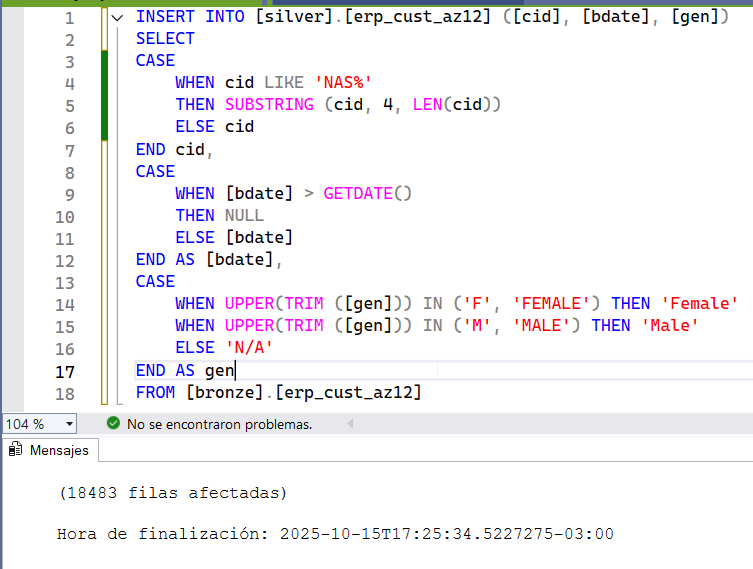 1 INSERT INTO [silver].[erp_cust_az12] ([cid], [bdate], [gen])
2 SELECT
3 CASE
4 WHEN cid LIKE 'NAS%'
5 THEN SUBSTRING (cid, 4, LEN(cid))
6 ELSE cid
7 END cid,
8 CASE
9 WHEN [bdate] > GETDATE()
10 THEN NULL
11 ELSE [bdate]
12 END AS [bdate],
13 CASE
14 WHEN UPPER(TRIM ([gen])) IN ('F', 'FEMALE') THEN 'Female'
15 WHEN UPPER(TRIM ([gen])) IN ('M', 'MALE') THEN 'Male'
16 ELSE 'N/A'
17 END AS gen
18 FROM [bronze].[erp_cust_az12]
104 % No se encontraron problemas.
Mensajes
(18483 filas afectadas)
Hora de finalización: 2025-10-15T17:25:34.5227275-03:00